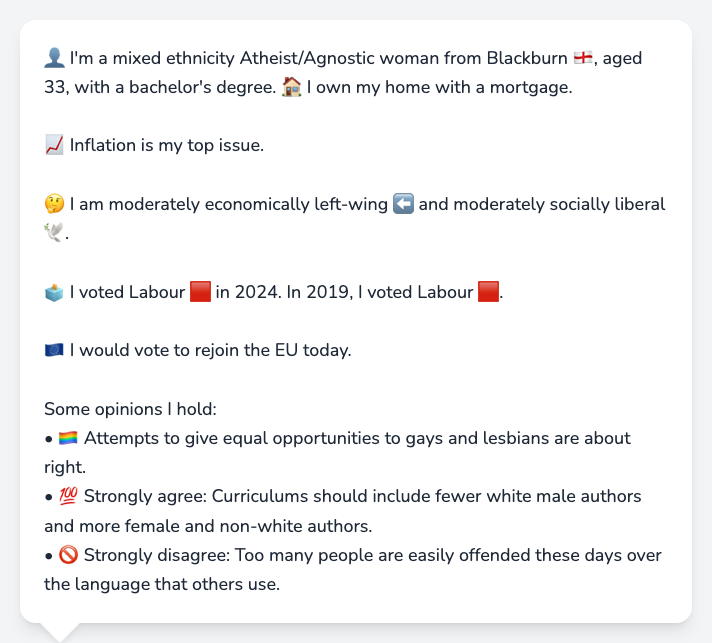 👤 I'm a mixed ethnicity Atheist/Agnostic woman from Blackburn 🏴󠁧󠁢󠁥󠁮󠁧󠁿, aged
33, with a bachelor's degree. 🏠 I own my home with a mortgage.
📈 Inflation is my top issue.
🤔 I am moderately economically left-wing ⬅️ and moderately socially liberal
🕊️.
🗳️ I voted Labour 🟥 in 2024. In 2019, I voted Labour 🟥.
🇪🇺 I would vote to rejoin the EU today.
Some opinions I hold:
• 🏳️‍🌈 Attempts to give equal opportunities to gays and lesbians are about
right.
• 💯 Strongly agree: Curriculums should include fewer white male authors
and more female and non-white authors.
• 🚫 Strongly disagree: Too many people are easily offended these days over
the language that others use.